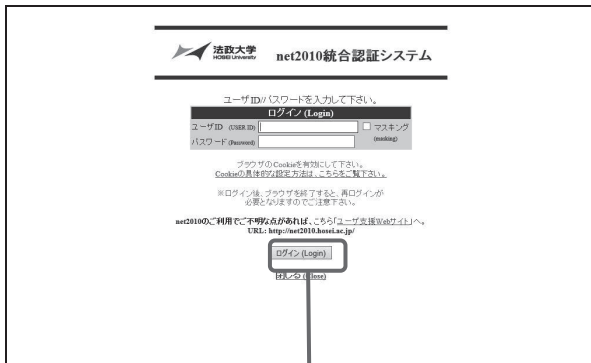 法政大学
HOSEI University
net2010統合認証システム
ユーザID/パスワードを入力して下さい。
ログイン (Login)
ユーザID (USER ID)
マスキング
パスワード (Password)
(masking)
ブラウザのCookieを有効にして下さい。
Cookieの具体的な設定方法は、こちらをご覧下さい。
※ログイン後、ブラウザを終了すると、再ログインが
必要となりますのでご注意下さい。
net2010のご利用でご不明な点があれば、こちら「ユーザ支援Webサイト」へ。
URL: http://net2010.hosei.ac.jp/
ログイン (Login)
閉じる (Close)